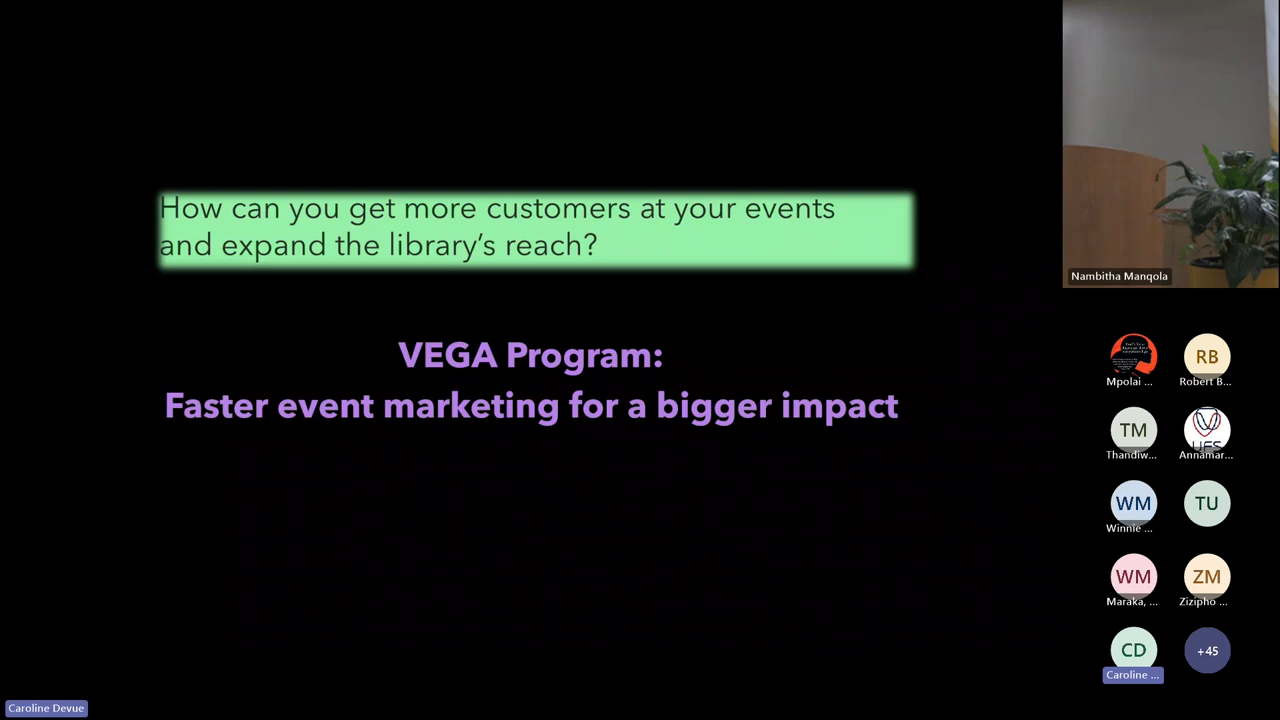 How can you get more customers at your events
and expand the library’s reach?
VEGA Program:
Faster event marketing for a bigger impact
Nambitha Manqola
Mpolai ...
RB
Robert B...
TM
Thandiw...
UFS
Annamar...
WM
Winnie ...
TU
WM
Maraka, ...
ZM
Zizipho ...
CD
Caroline ...
+45
Caroline Devue